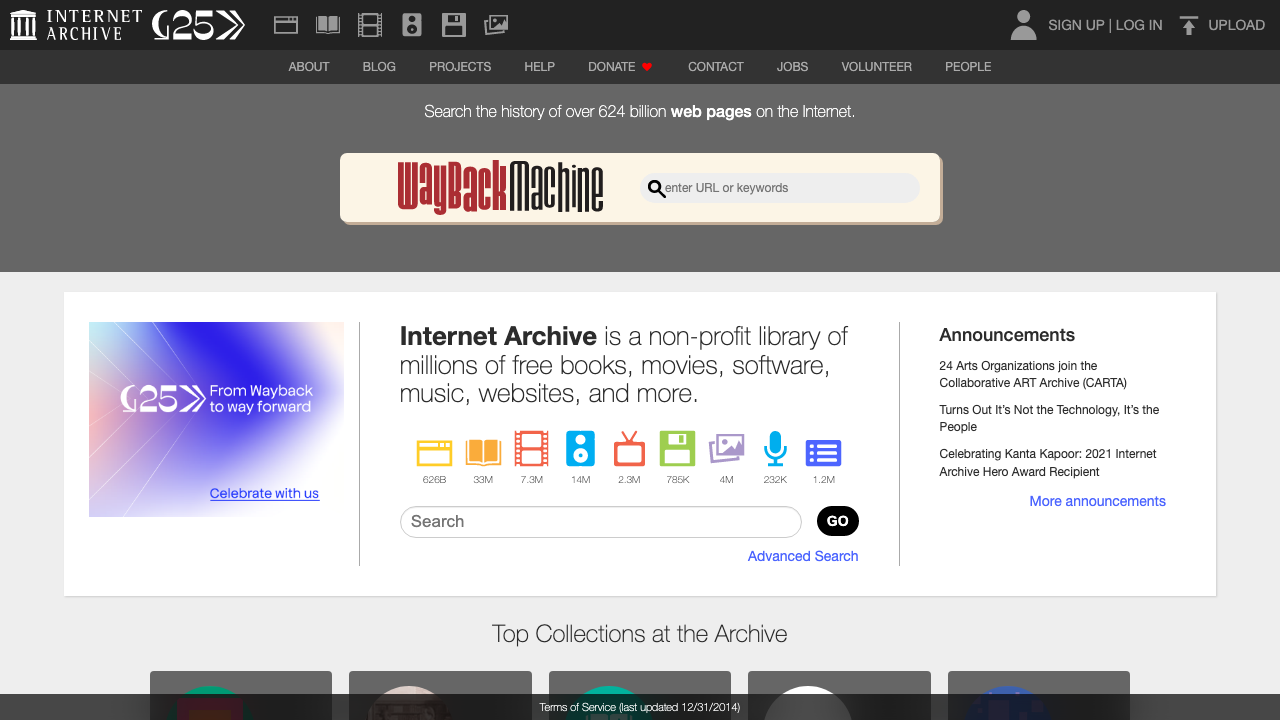 INTERNET ARCHIVE
25
SIGN UP | LOG IN
UPLOAD
ABOUT
BLOG
PROJECTS
HELP
DONATE
CONTACT
JOBS
VOLUNTEER
PEOPLE
Search the history of over 624 billion web pages on the Internet.
WayBackMachine
enter URL or keywords
25
From Wayback
to way forward
Celebrate with us
Internet Archive is a non-profit library of
millions of free books, movies, software,
music, websites, and more.
626B
33M
7.3M
14M
2.3M
785K
4M
232K
1.2M
Search
GO
Advanced Search
Announcements
24 Arts Organizations join the
Collaborative ART Archive (CARTA)
Turns Out It’s Not the Technology, It’s the
People
Celebrating Kanta Kapoor: 2021 Internet
Archive Hero Award Recipient
More announcements
Top Collections at the Archive
Terms of Service (last updated 12/31/2014)